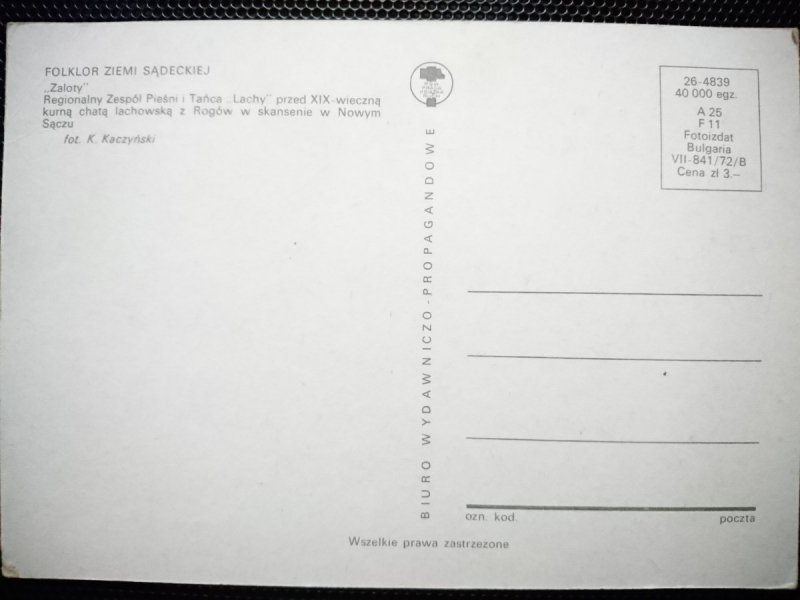 FOLKLOR ZIEMI SĄDECKIEJ
„Zaloty”
Regionalny Zespół Pieśni i Tańca „Lachy” przed XIX-wieczną
kurną chatą lachowską z Rogów w skansenie w Nowym
Sączu
fot. K. Kaczyński
BIURO WYDAWNICZO-PROPAGANDOWE
26-4839
40 000 egz.
A 25
F 11
Fotoizdat
Bulgaria
VII-841/72/B
Cena zł 3.—
ozn. kod.
poczta
Wszelkie prawa zastrzezone